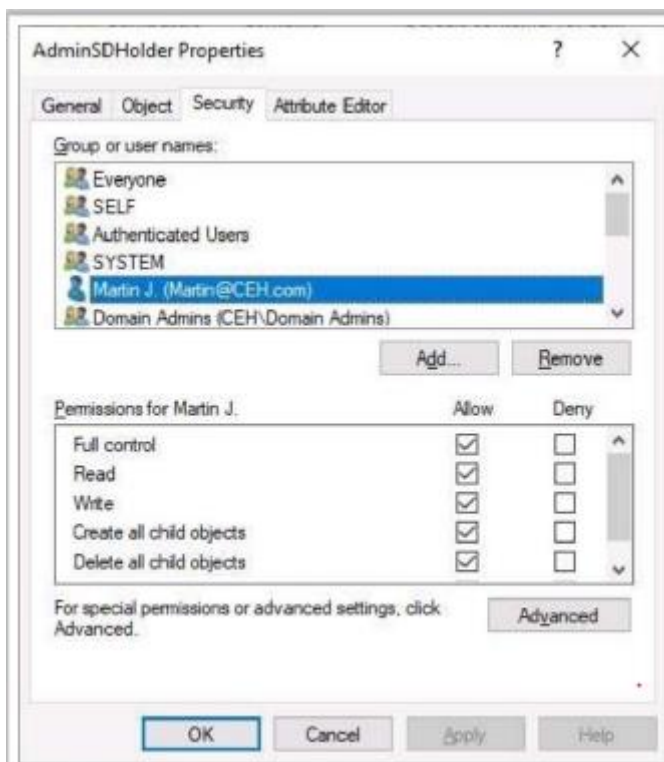 AdminSDHolder Properties ? X
General Object Security Attribute Editor
Group or user names:
Everyone
SELF
Authenticated Users
SYSTEM
Martin J. (Martin@CEH.com)
Domain Admins (CEH\Domain Admins)
Add... Remove
Permissions for Martin J. Allow Deny
Full control
Read
Write
Create all child objects
Delete all child objects
For special permissions or advanced settings, click
Advanced.
Advanced
OK Cancel Apply Help